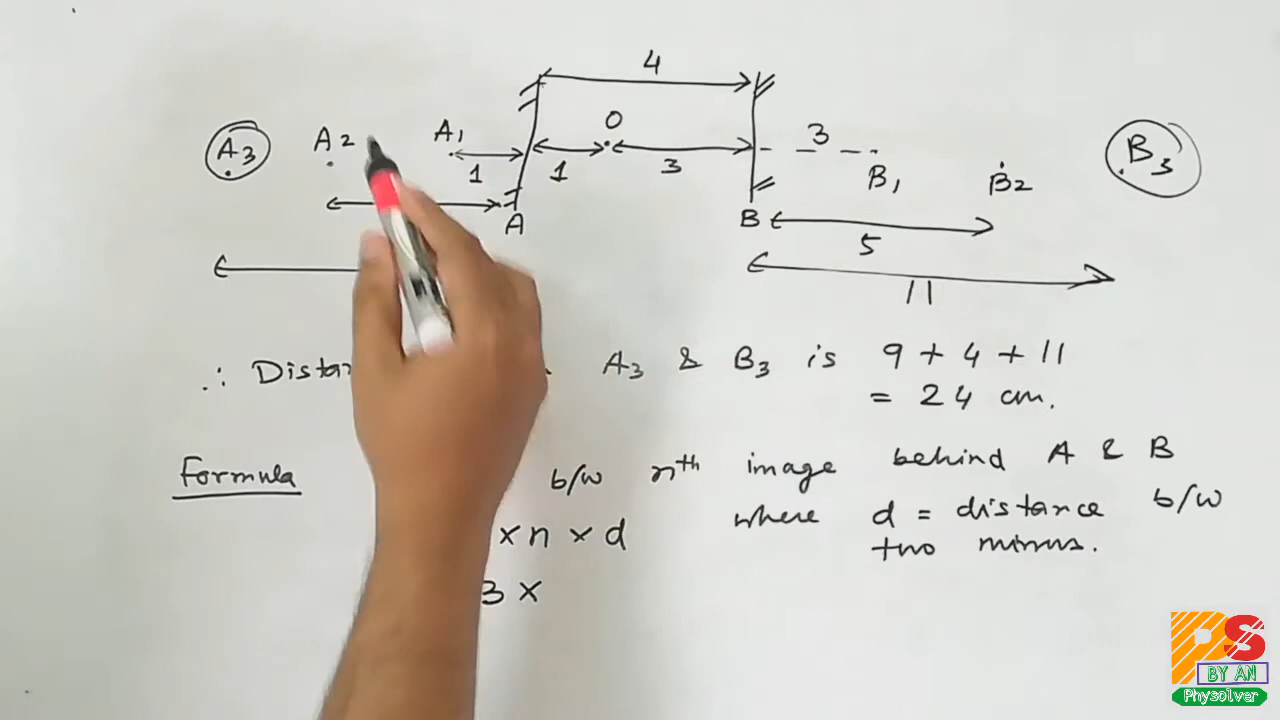 4
A3 A2 A1 O 3 B1 B2 B3
1 1 3
A B
5
11
∴ A3 & B3 is 9 + 4 + 11
= 24 cm.
Formula b/w nth image behind A & B
× n × d where d = distance b/w
two mirrors.
3 ×
PS
BY AN
Physolver